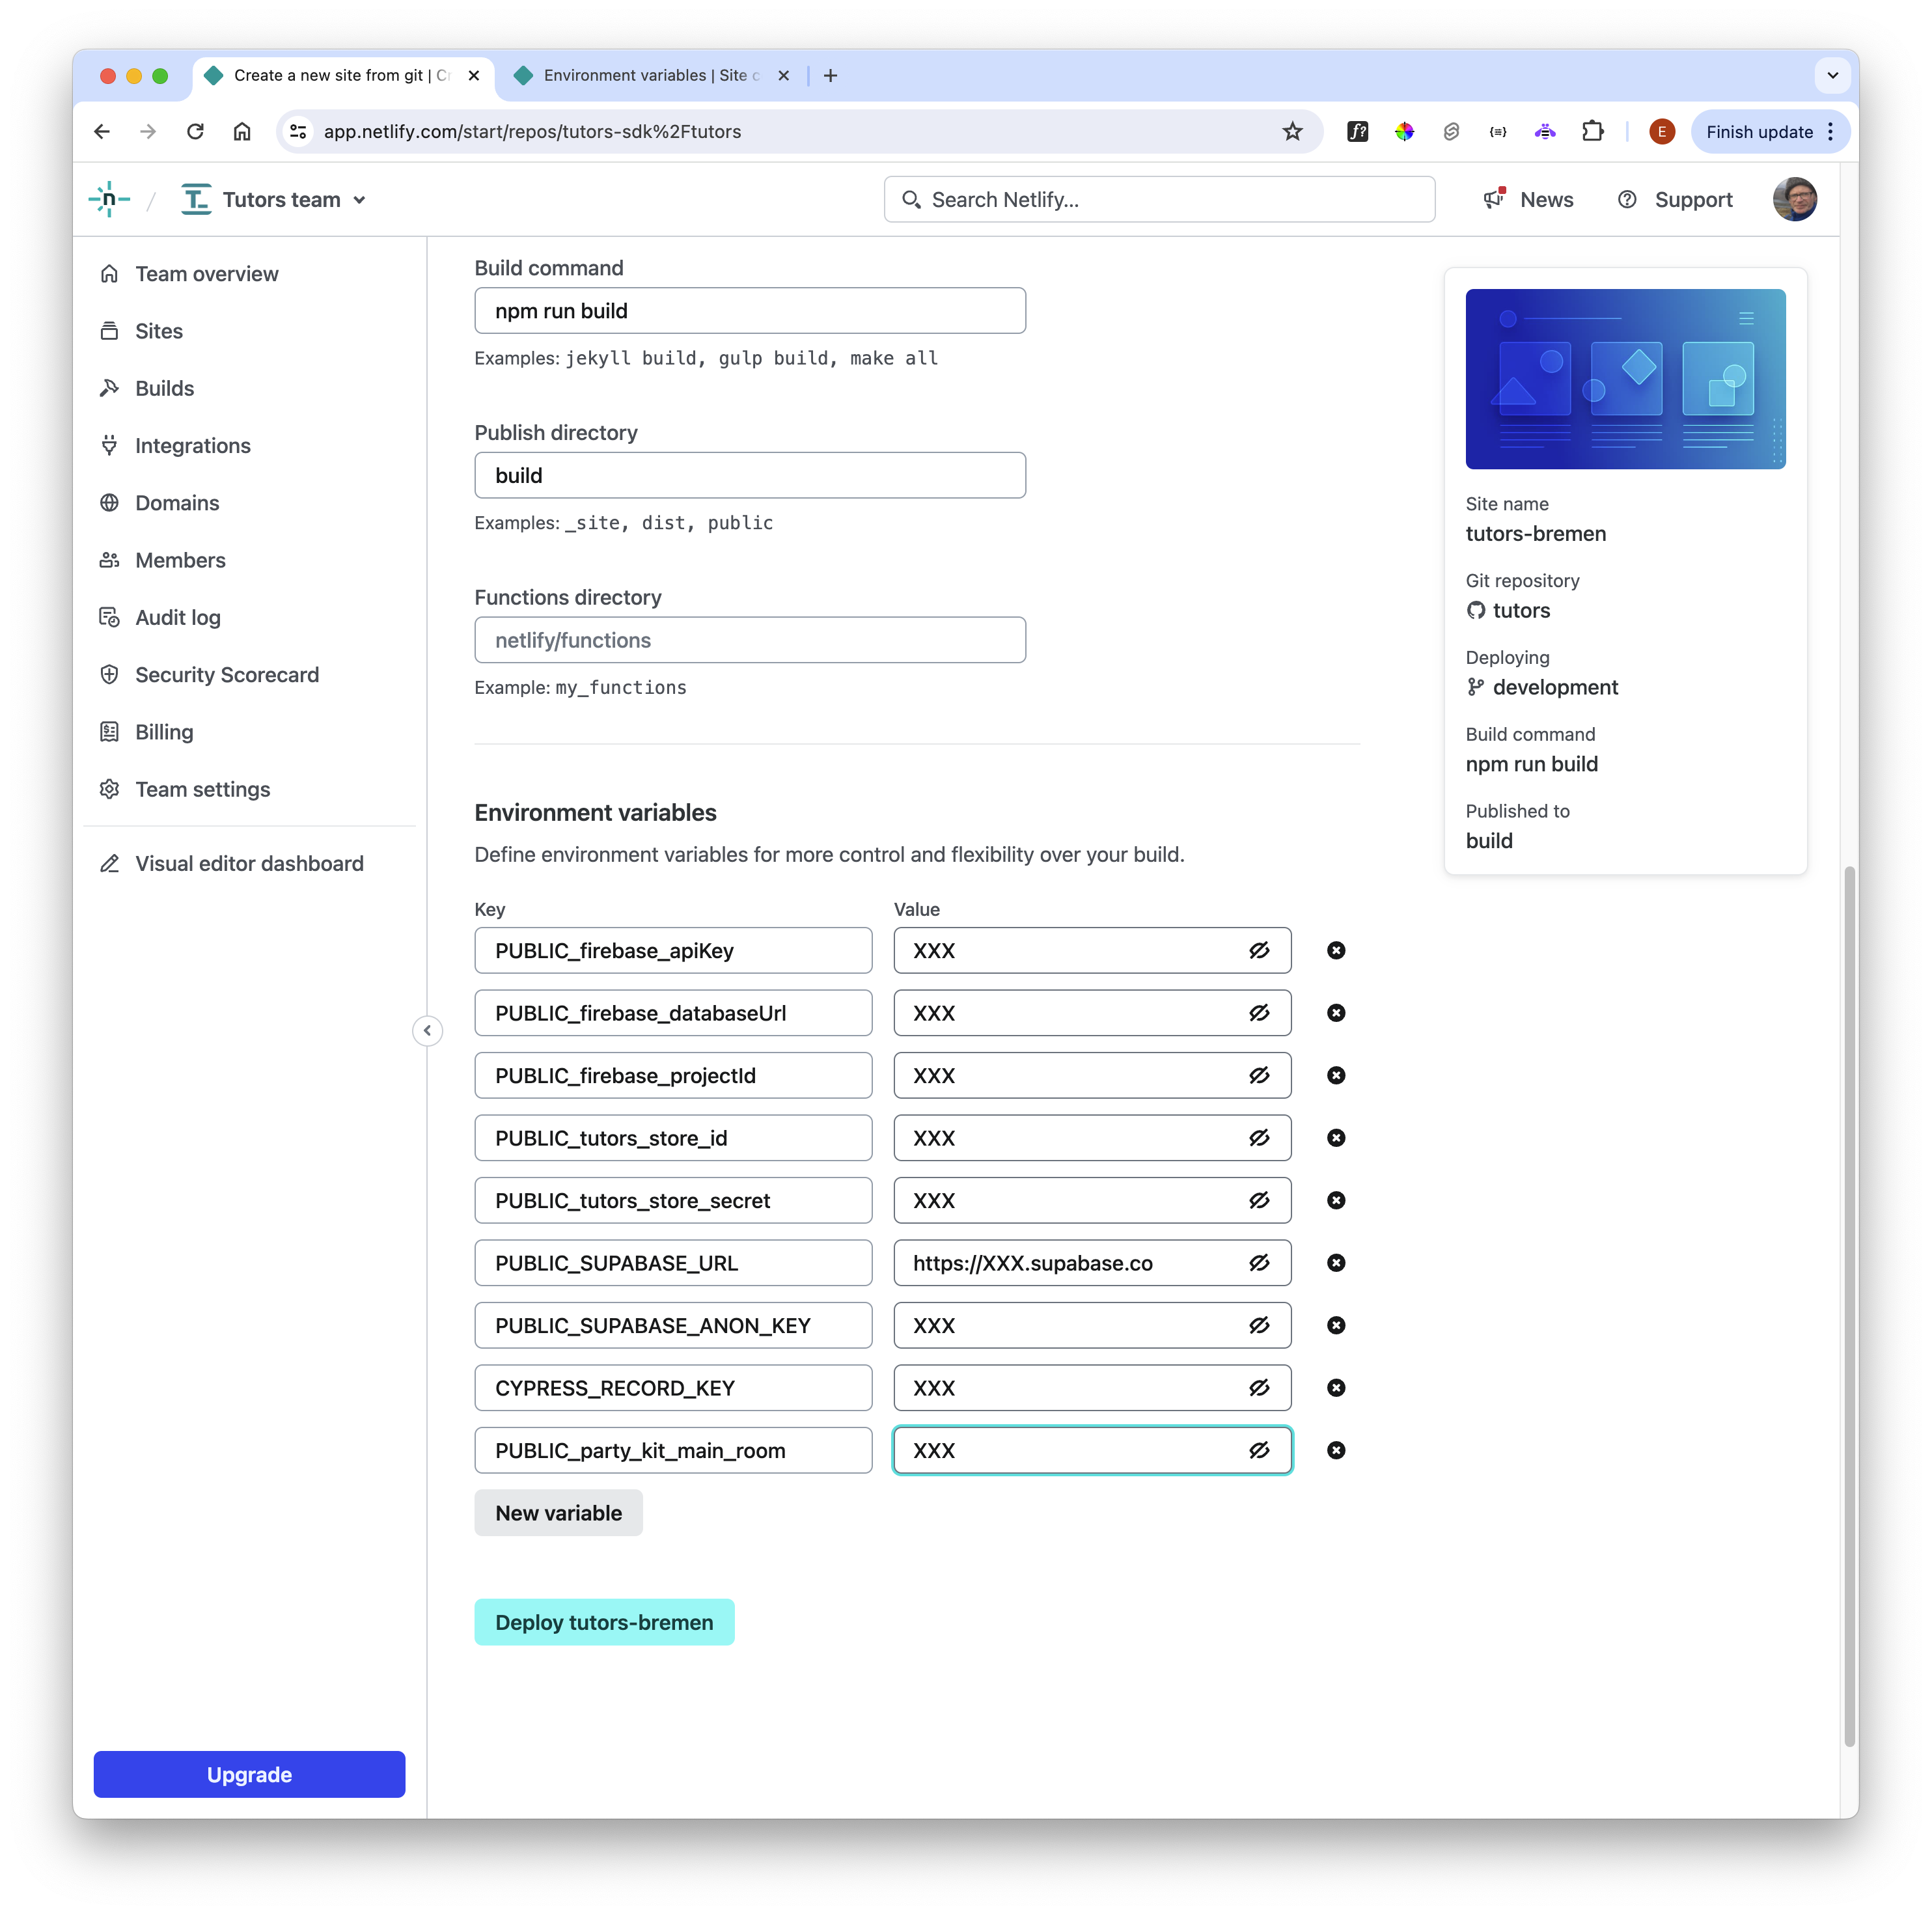 Create a new site from git | Cr
Environment variables | Site c
app.netlify.com/start/repos/tutors-sdk%2Ftutors
f?
{≡}
E
Finish update
n
/
T
Tutors team
Search Netlify...
News
Support
Team overview
Sites
Builds
Integrations
Domains
Members
Audit log
Security Scorecard
Billing
Team settings
Visual editor dashboard
Upgrade
Build command
npm run build
Examples: jekyll build, gulp build, make all
Publish directory
build
Examples: _site, dist, public
Functions directory
netlify/functions
Example: my_functions
Environment variables
Define environment variables for more control and flexibility over your build.
Key Value
PUBLIC_firebase_apiKey XXX
PUBLIC_firebase_databaseUrl XXX
PUBLIC_firebase_projectId XXX
PUBLIC_tutors_store_id XXX
PUBLIC_tutors_store_secret XXX
PUBLIC_SUPABASE_URL https://XXX.supabase.co
PUBLIC_SUPABASE_ANON_KEY XXX
CYPRESS_RECORD_KEY XXX
PUBLIC_party_kit_main_room XXX
New variable
Deploy tutors-bremen
Site name
tutors-bremen
Git repository
tutors
Deploying
development
Build command
npm run build
Published to
build